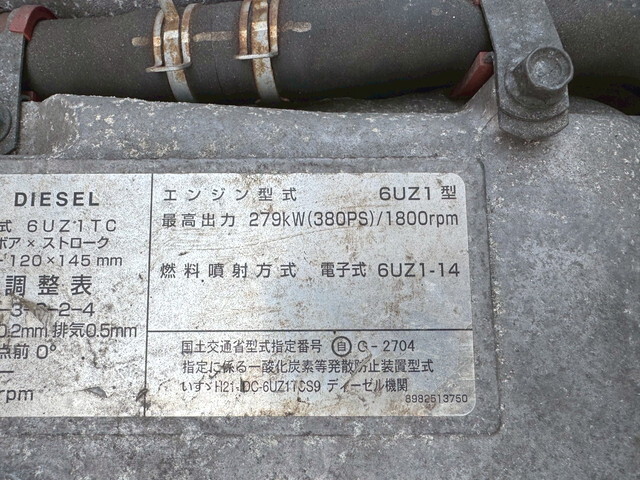 DIESEL
式 6UZ1TC
ボア × ストローク
120 × 145 mm
調整表
-2-4
0.2mm 排気0.5mm
点前 0°
rpm
エンジン型式 6UZ1型
最高出力 279kW(380PS)/1800rpm
燃料噴射方式 電子式 6UZ1-14
国土交通省型式指定番号 ㊐ G-2704
指定に係る一酸化炭素等発散防止装置型式
いすゞH21-IDC-6UZ1TCS9 ディーゼル機関
8982513750